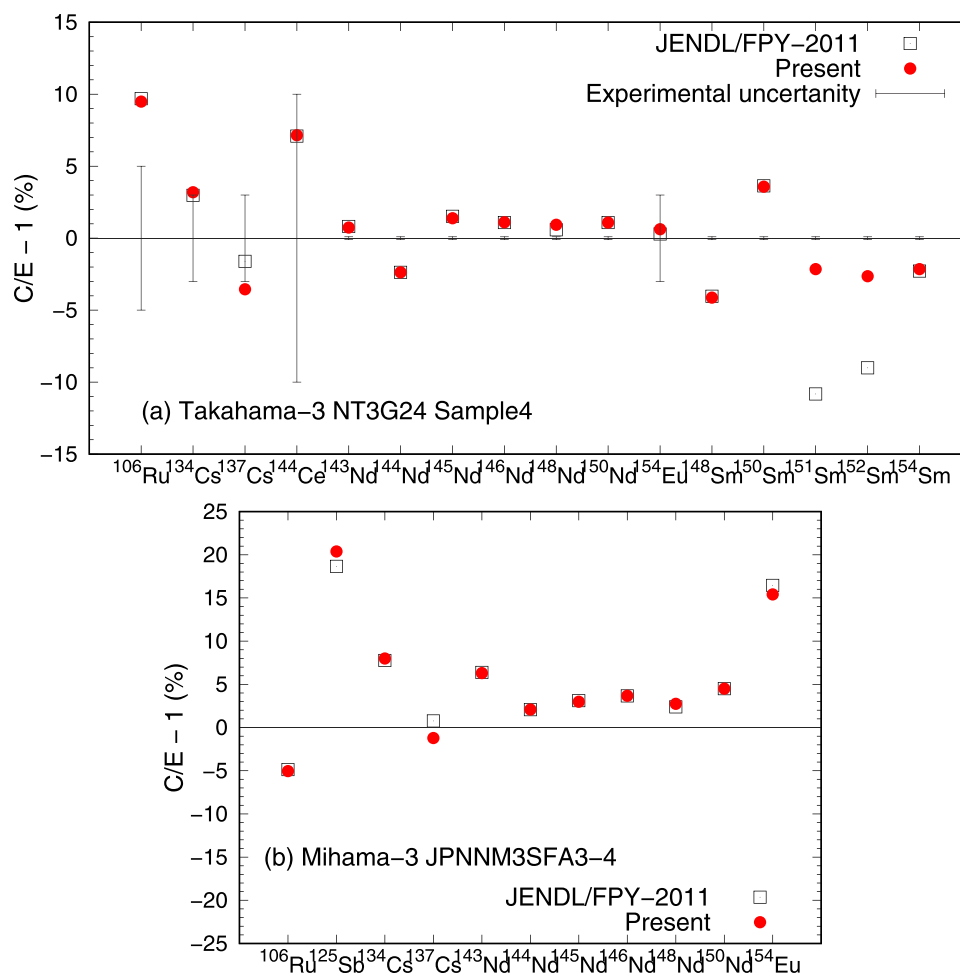 15
10
5
0
−5
−10
−15
C/E − 1 (%)
JENDL/FPY−2011
Present
Experimental uncertanity
(a) Takahama−3 NT3G24 Sample4
¹⁰⁶Ru ¹³⁴Cs ¹³⁷Cs ¹⁴⁴Ce ¹⁴³Nd ¹⁴⁴Nd ¹⁴⁵Nd ¹⁴⁶Nd ¹⁴⁸Nd ¹⁵⁰Nd ¹⁵⁴Eu ¹⁴⁸Sm ¹⁵⁰Sm ¹⁵¹Sm ¹⁵²Sm ¹⁵⁴Sm
25
20
15
10
5
0
−5
−10
−15
−20
−25
C/E − 1 (%)
(b) Mihama−3 JPNNM3SFA3−4
JENDL/FPY−2011
Present
¹⁰⁶Ru ¹²⁵Sb ¹³⁴Cs ¹³⁷Cs ¹⁴³Nd ¹⁴⁴Nd ¹⁴⁵Nd ¹⁴⁶Nd ¹⁴⁸Nd ¹⁵⁰Nd ¹⁵⁴Eu